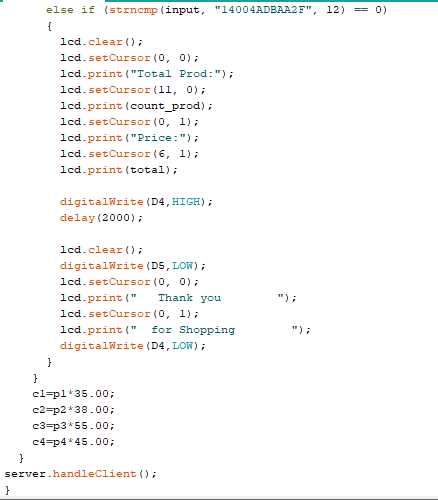 else if (strncmp(input, "14004ADBAA2F", 12) == 0)
{
lcd.clear();
lcd.setCursor(0, 0);
lcd.print("Total Prod:");
lcd.setCursor(11, 0);
lcd.print(count_prod);
lcd.setCursor(0, 1);
lcd.print("Price:");
lcd.setCursor(6, 1);
lcd.print(total);
digitalWrite(D4,HIGH);
delay(2000);
lcd.clear();
digitalWrite(D5,LOW);
lcd.setCursor(0, 0);
lcd.print("   Thank you        ");
lcd.setCursor(0, 1);
lcd.print("  for Shopping        ");
digitalWrite(D4,LOW);
}
}
c1=p1*35.00;
c2=p2*38.00;
c3=p3*55.00;
c4=p4*45.00;
}
server.handleClient();
}